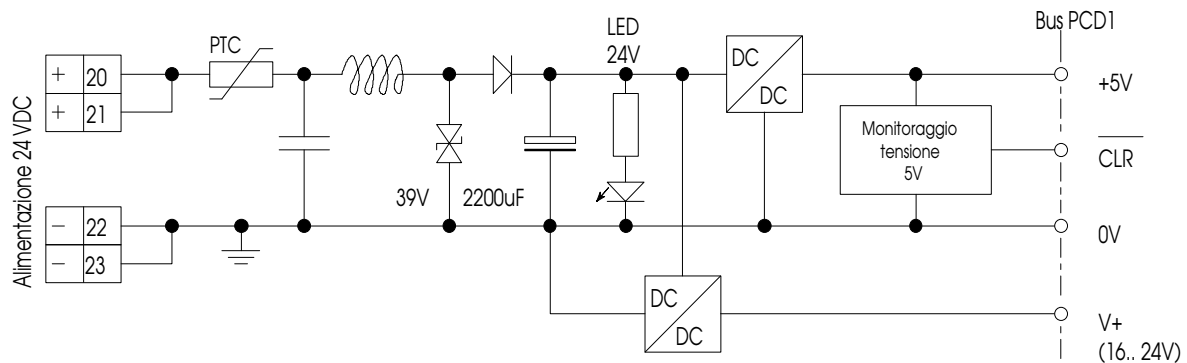 Bus PCD1
LED
24V
PTC
+ 20
+ 21
Alimentazione 24 VDC
- 22
- 23
39V
2200uF
DC
DC
DC
DC
Monitoraggio
tensione
5V
+5V
CLR
0V
V+
(16.. 24V)